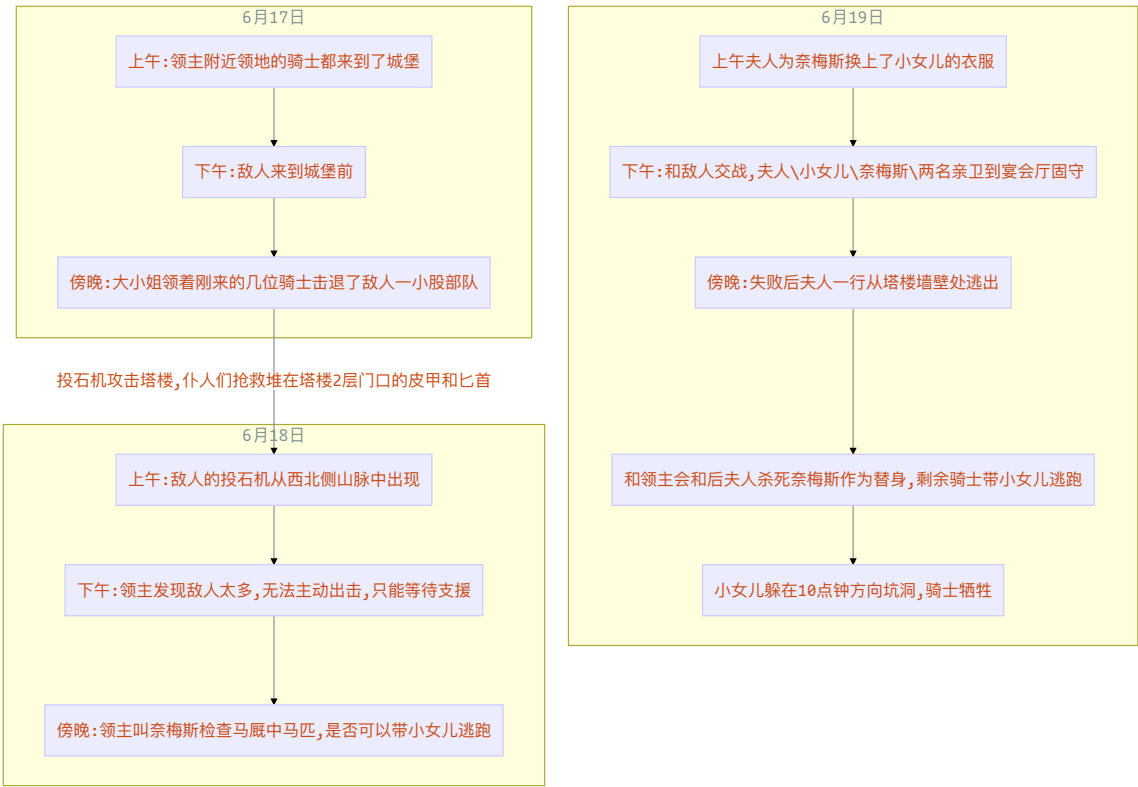 6月17日
上午:领主附近领地的骑士都来到了城堡
下午:敌人来到城堡前
傍晚:大小姐领着刚来的几位骑士击退了敌人一小股部队
投石机攻击塔楼,仆人们抢救堆在塔楼2层门口的皮甲和匕首
6月18日
上午:敌人的投石机从西北侧山脉中出现
下午:领主发现敌人太多,无法主动出击,只能等待支援
傍晚:领主叫奈梅斯检查马厩中马匹,是否可以带小女儿逃跑
6月19日
上午夫人为奈梅斯换上了小女儿的衣服
下午:和敌人交战,夫人\小女儿\奈梅斯\两名亲卫到宴会厅固守
傍晚:失败后夫人一行从塔楼墙壁处逃出
和领主会和后夫人杀死奈梅斯作为替身,剩余骑士带小女儿逃跑
小女儿躲在10点钟方向坑洞,骑士牺牲